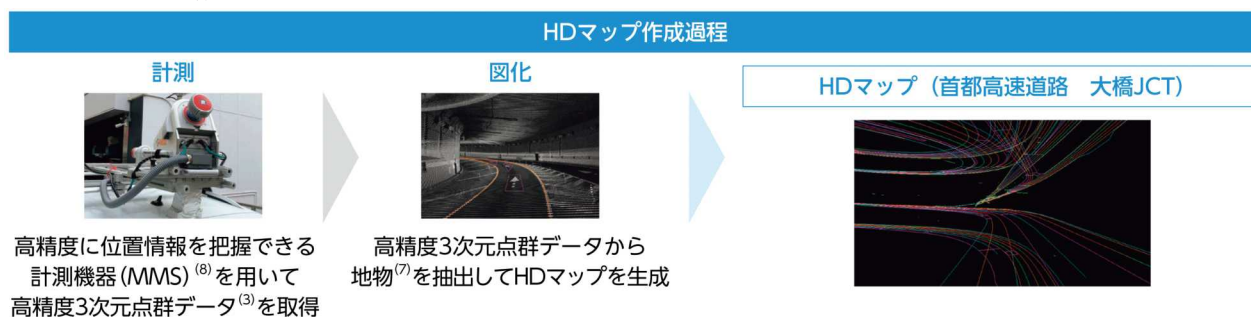 HDマップ作成過程
計測
高精度に位置情報を把握できる
計測機器(MMS)(8)を用いて
高精度3次元点群データ(3)を取得
図化
高精度3次元点群データから
地物(7)を抽出してHDマップを生成
HDマップ（首都高速道路　大橋JCT）